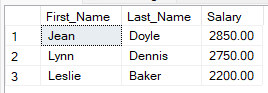 First_Name Last_Name Salary
1 Jean Doyle 2850.00
2 Lynn Dennis 2750.00
3 Leslie Baker 2200.00